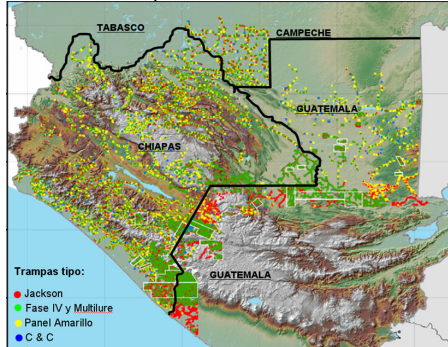 TABASCO
CAMPECHE
GUATEMALA
CHIAPAS
GUATEMALA
Trampas tipo:
Jackson
Fase IV y Multilure
Panel Amarillo
C & C